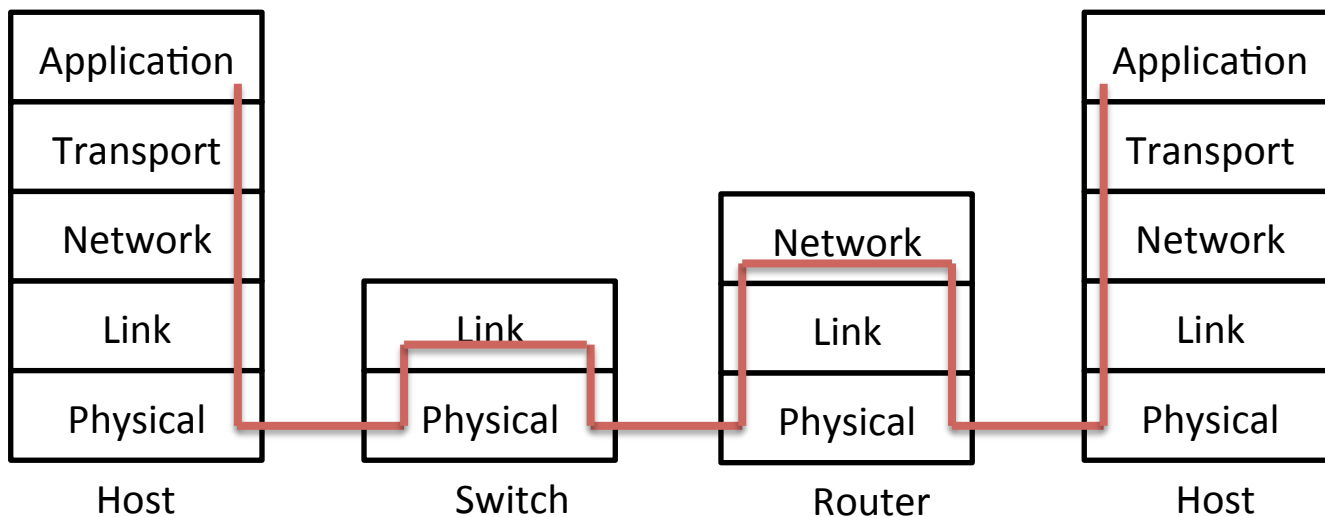 Application
Transport
Network
Link
Physical
Host
Link
Physical
Switch
Network
Link
Physical
Router
Application
Transport
Network
Link
Physical
Host